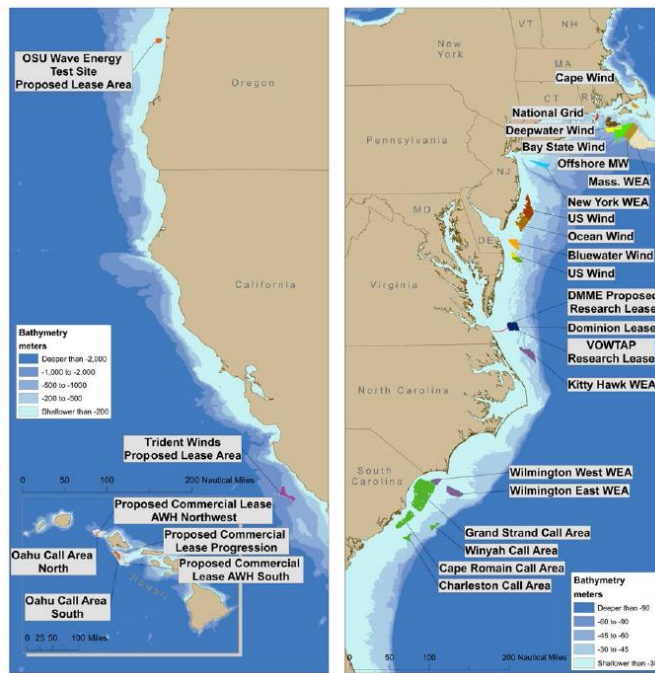 OSU Wave Energy
Test Site
Proposed Lease Area
Oregon
California
Bathymetry
meters
Deeper than -2,000
-1,000 to -2,000
-500 to -1000
-200 to -500
Shallower than -200
Trident Winds
Proposed Lease Area
0 50 100 200 Nautical Miles
Proposed Commercial Lease
AWH Northwest
Oahu Call Area
North
Proposed Commercial
Lease Progression
Proposed Commercial
Lease AWH South
Oahu Call Area
South
Hawaii
0 25 50 100 Miles
VT
NH
New
York
MA
Cape Wind
CT
RI
National Grid
Deepwater Wind
Pennsylvania
Bay State Wind
Offshore MW
NJ
Mass. WEA
New York WEA
MD
US Wind
Ocean Wind
DE
Bluewater Wind
US Wind
Virginia
DMME Proposed
Research Lease
Dominion Lease
VOWTAP
Research Lease
Kitty Hawk WEA
North Carolina
South
Carolina
Wilmington West WEA
Wilmington East WEA
Grand Strand Call Area
Winyah Call Area
Cape Romain Call Area
Charleston Call Area
Bathymetry
meters
Deeper than -90
-60 to -90
-45 to -60
-30 to -45
Shallower than -30
0 50 100 200 Nautical Miles